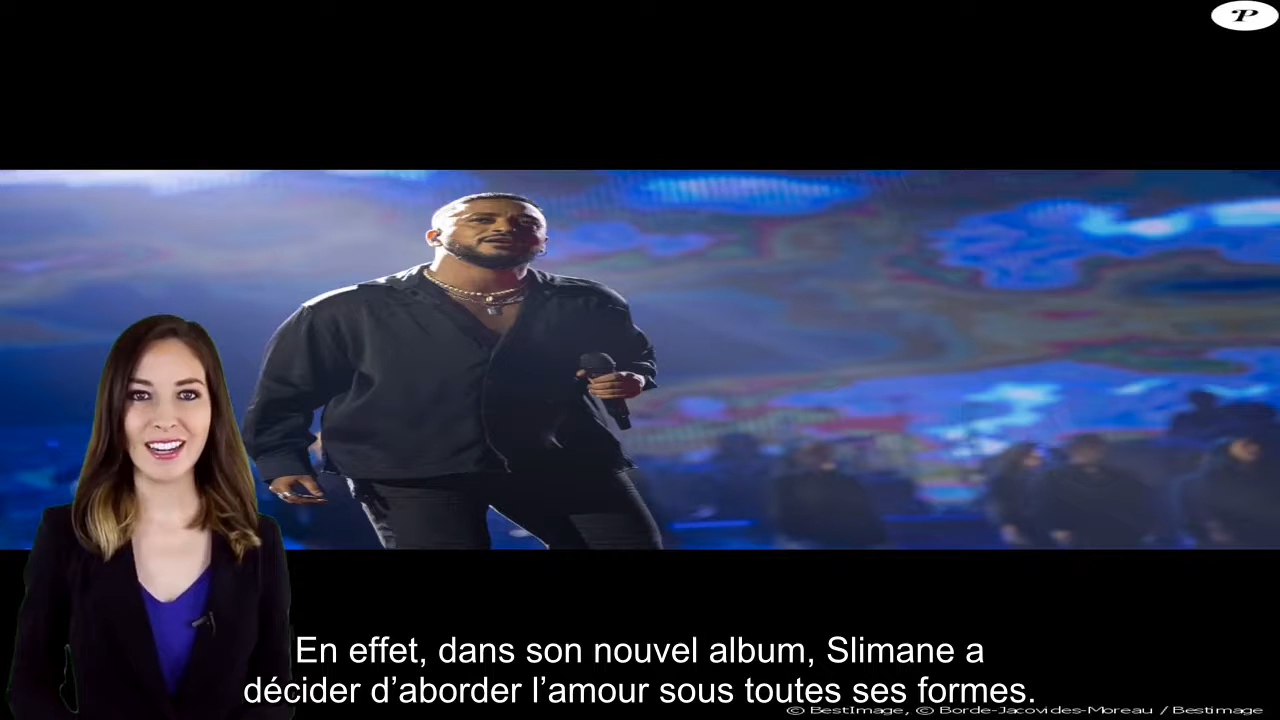 P
En effet, dans son nouvel album, Slimane a
décider d’aborder l’amour sous toutes ses formes.
© BestImage, © Borde-Jacovides-Moreau / Bestimage